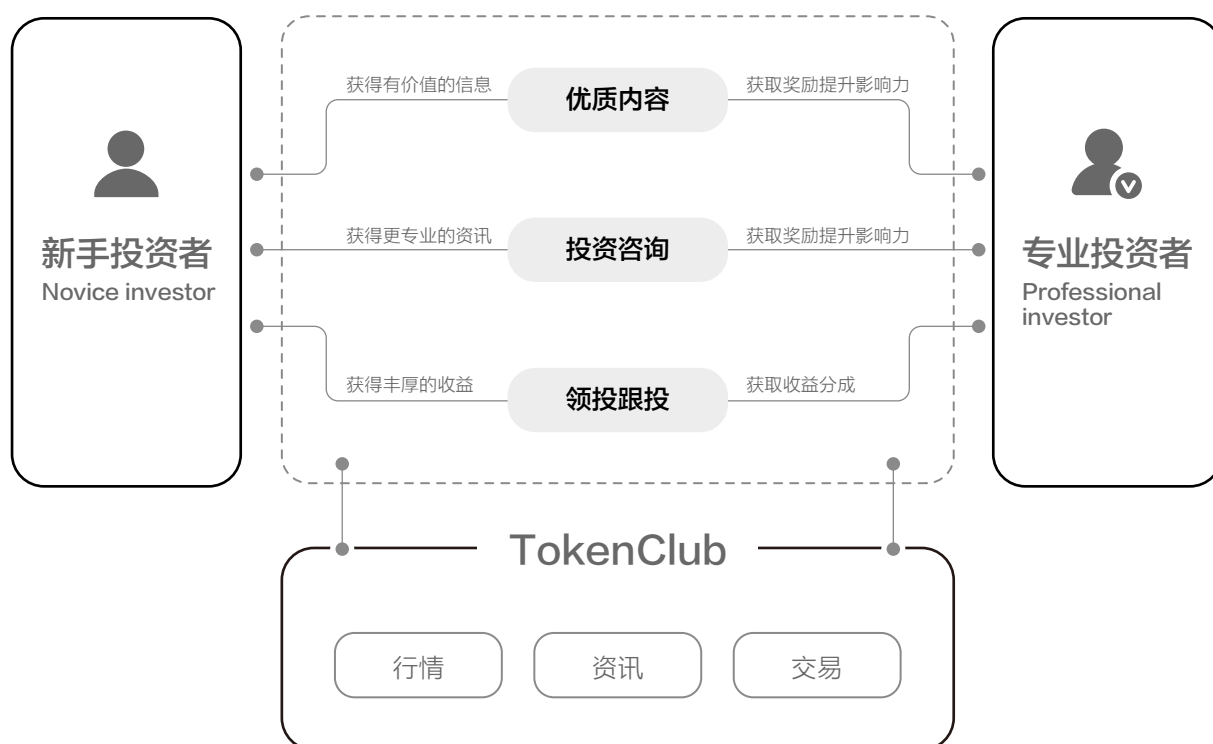 获得有价值的信息
优质内容
获取奖励提升影响力
新手投资者
Novice investor
获得更专业的资讯
投资咨询
获取奖励提升影响力
专业投资者
Professional
investor
获得丰厚的收益
领投跟投
获取收益分成
TokenClub
行情
资讯
交易